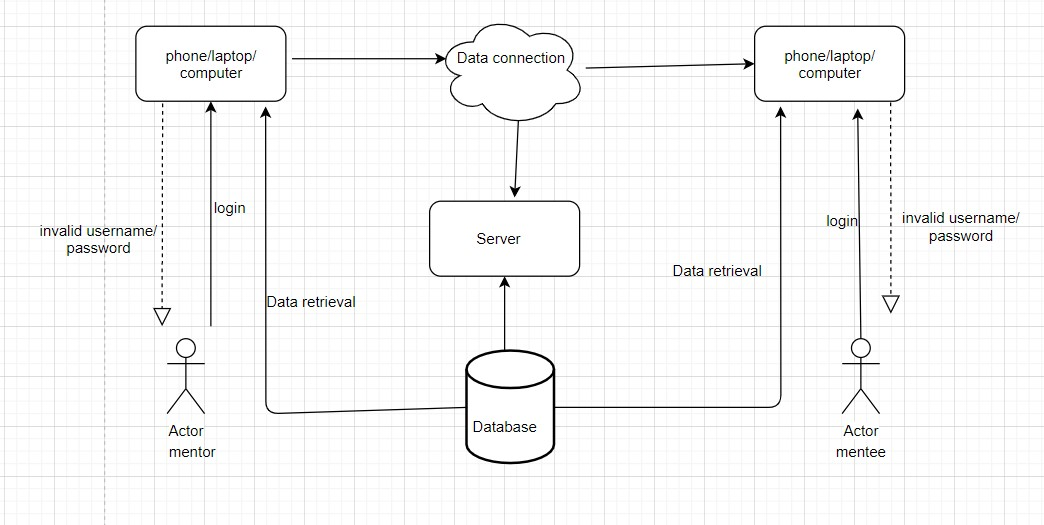 phone/laptop/
computer
Data connection
phone/laptop/
computer
login
invalid username/
password
Server
login
invalid username/
password
Data retrieval
Data retrieval
Database
Actor
mentor
Actor
mentee